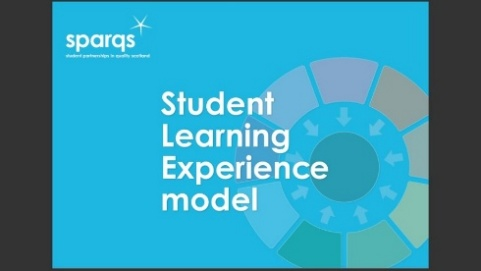 sparqs
student partnerships in quality scotland
Student
Learning
Experience
model